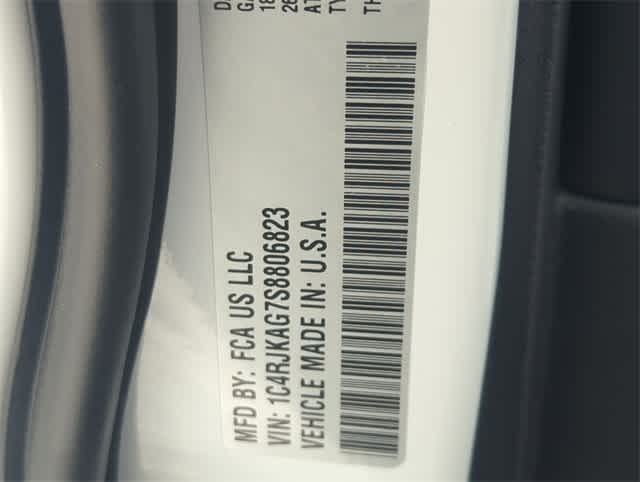 MFD BY: FCA US LLC
VIN: 1C4RJKAG7S8806823
VEHICLE MADE IN: U.S.A.